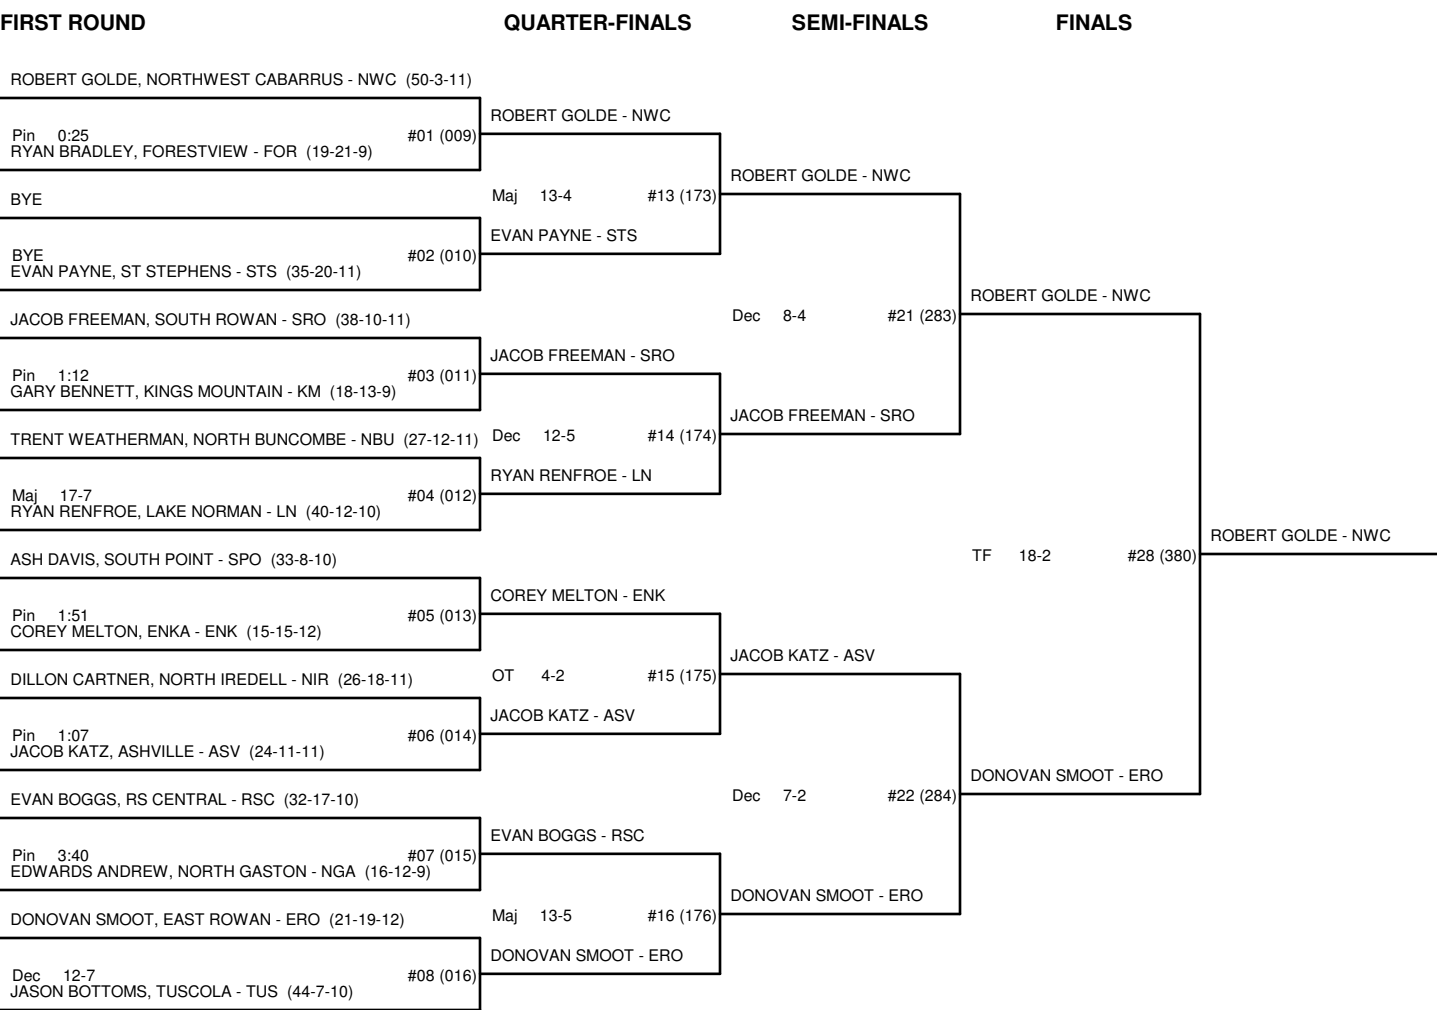 FIRST ROUND
QUARTER-FINALS
SEMI-FINALS
FINALS
ROBERT GOLDE, NORTHWEST CABARRUS - NWC (50-3-11)
Pin 0:25 #01 (009)
RYAN BRADLEY, FORESTVIEW - FOR (19-21-9)
BYE
BYE #02 (010)
EVAN PAYNE, ST STEPHENS - STS (35-20-11)
JACOB FREEMAN, SOUTH ROWAN - SRO (38-10-11)
Pin 1:12 #03 (011)
GARY BENNETT, KINGS MOUNTAIN - KM (18-13-9)
TRENT WEATHERMAN, NORTH BUNCOMBE - NBU (27-12-11)
Maj 17-7 #04 (012)
RYAN RENFROE, LAKE NORMAN - LN (40-12-10)
ASH DAVIS, SOUTH POINT - SPO (33-8-10)
Pin 1:51 #05 (013)
COREY MELTON, ENKA - ENK (15-15-12)
DILLON CARTNER, NORTH IREDELL - NIR (26-18-11)
Pin 1:07 #06 (014)
JACOB KATZ, ASHVILLE - ASV (24-11-11)
EVAN BOGGS, RS CENTRAL - RSC (32-17-10)
Pin 3:40 #07 (015)
EDWARDS ANDREW, NORTH GASTON - NGA (16-12-9)
DONOVAN SMOOT, EAST ROWAN - ERO (21-19-12)
Dec 12-7 #08 (016)
JASON BOTTOMS, TUSCOLA - TUS (44-7-10)
ROBERT GOLDE - NWC
Maj 13-4 #13 (173)
EVAN PAYNE - STS
JACOB FREEMAN - SRO
Dec 12-5 #14 (174)
RYAN RENFROE - LN
COREY MELTON - ENK
OT 4-2 #15 (175)
JACOB KATZ - ASV
EVAN BOGGS - RSC
Maj 13-5 #16 (176)
DONOVAN SMOOT - ERO
ROBERT GOLDE - NWC
Dec 8-4 #21 (283)
JACOB FREEMAN - SRO
JACOB KATZ - ASV
Dec 7-2 #22 (284)
DONOVAN SMOOT - ERO
ROBERT GOLDE - NWC
TF 18-2 #28 (380)
DONOVAN SMOOT - ERO
ROBERT GOLDE - NWC